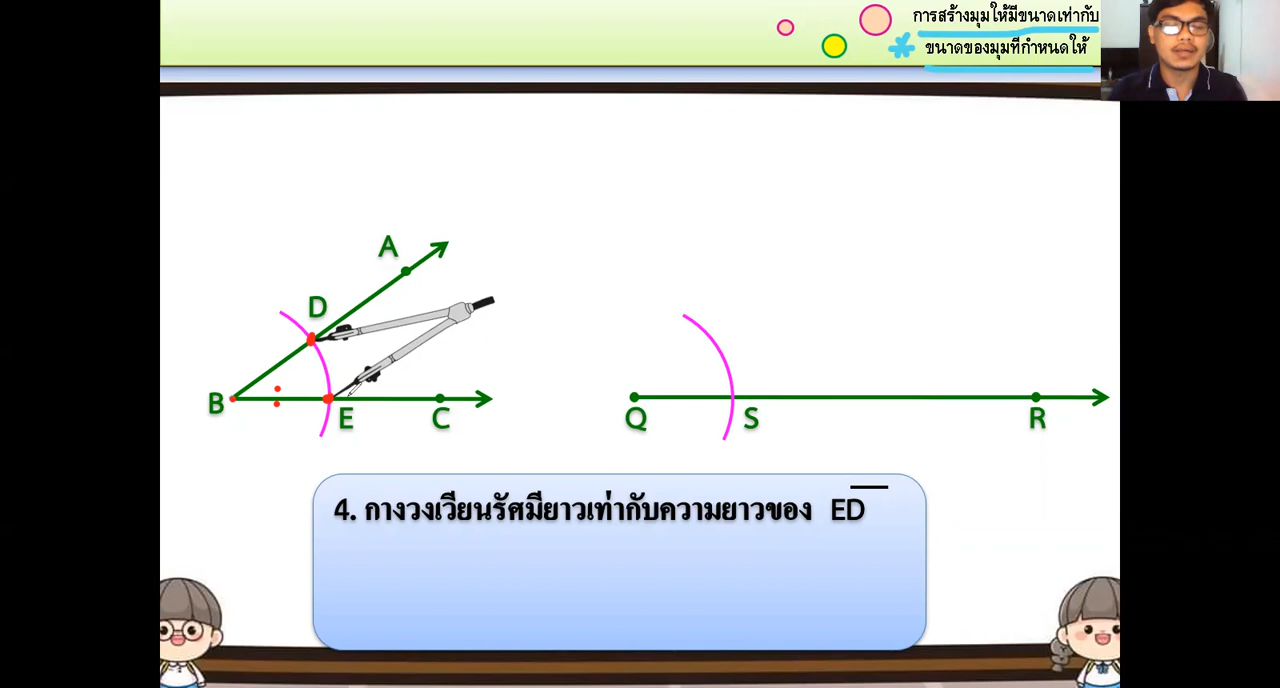 การสร้างมุมให้มีขนาดเท่ากับ
ขนาดของมุมที่กำหนดให้
A
D
B
E
C
Q
S
R
4. กางวงเวียนรัศมียาวเท่ากับความยาวของ ED